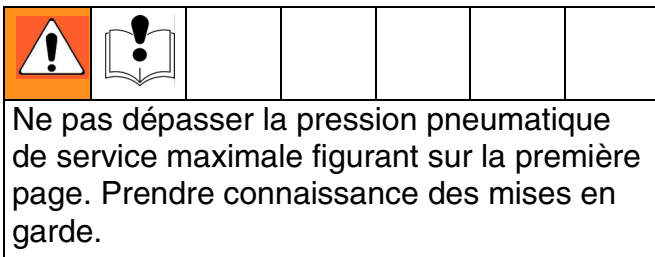 Ne pas dépasser la pression pneumatique
de service maximale figurant sur la première
page. Prendre connaissance des mises en
garde.